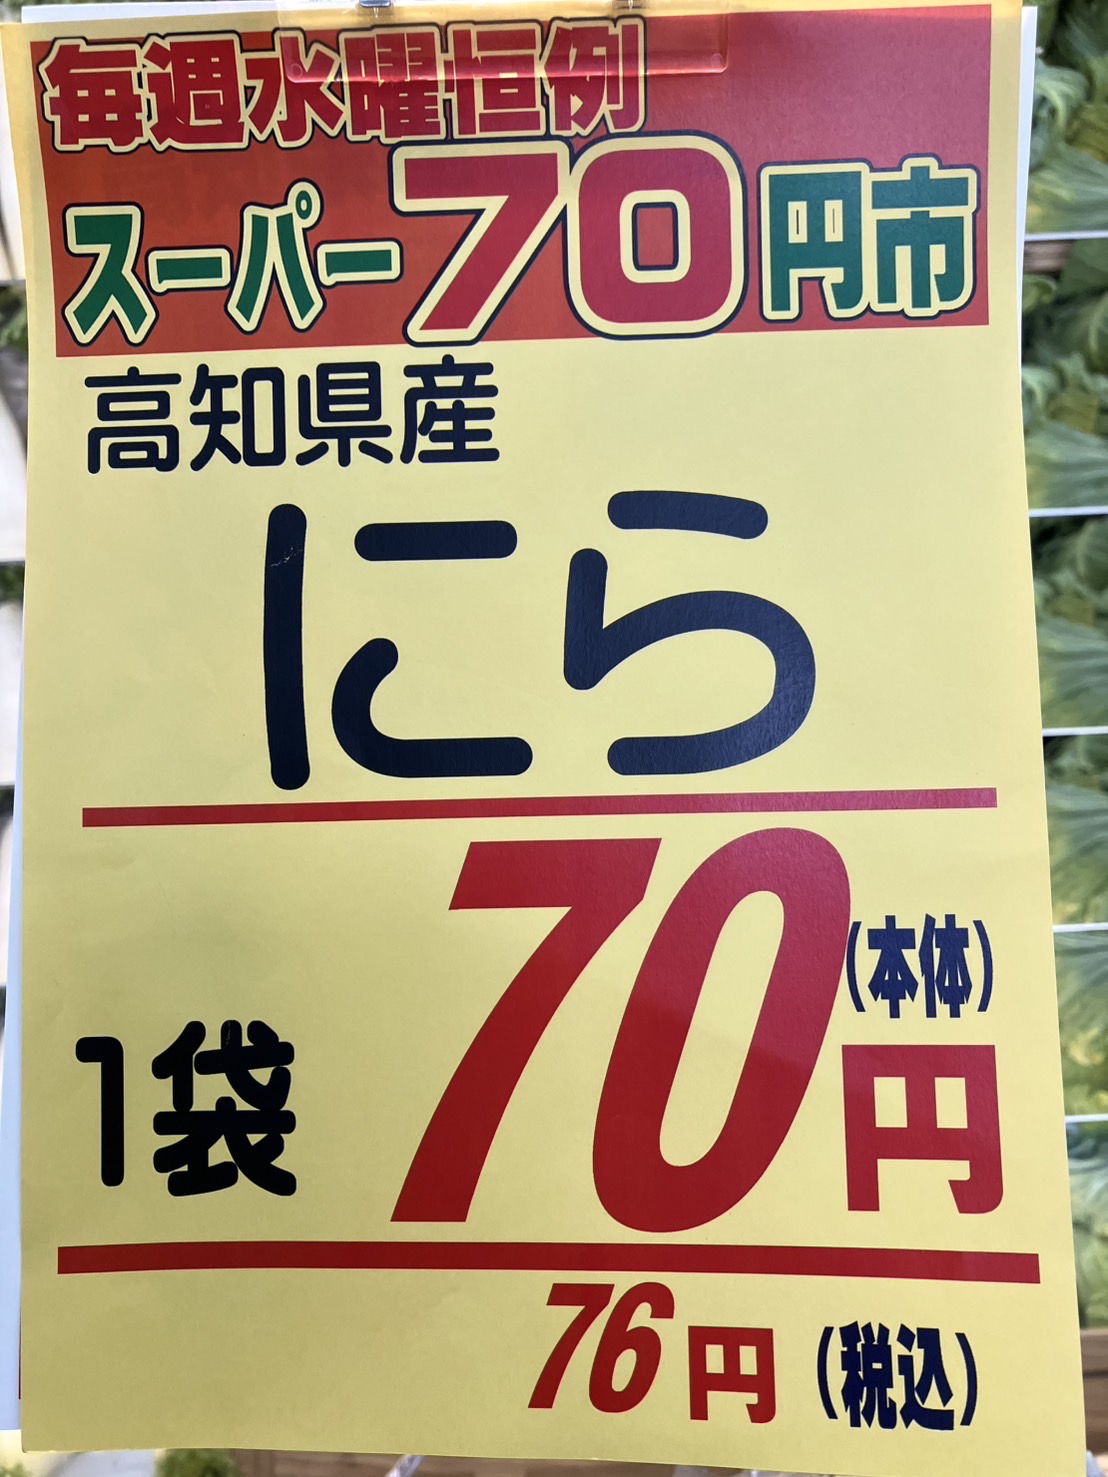 毎週水曜恒例
スーパー70円市
高知県産
にら
1袋 70円(本体)
76円(税込)